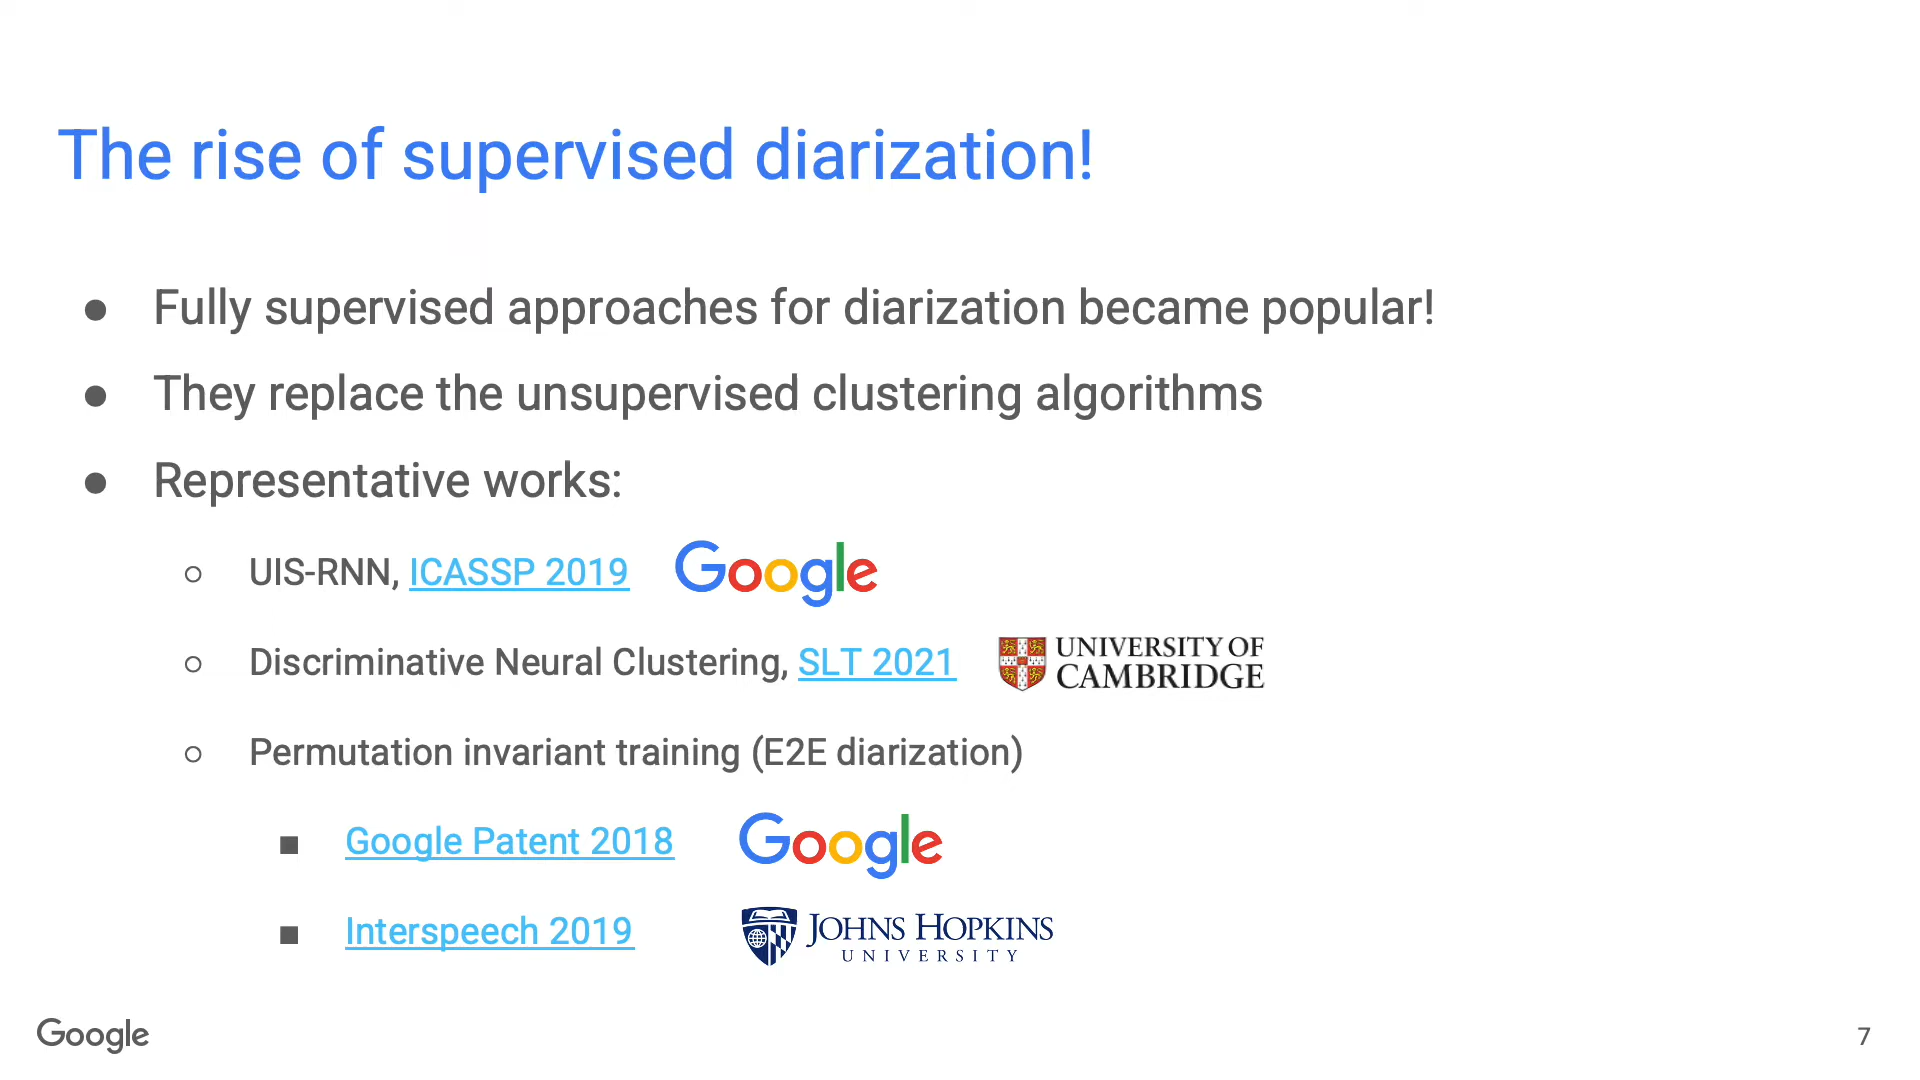 The rise of supervised diarization!
● Fully supervised approaches for diarization became popular!
● They replace the unsupervised clustering algorithms
● Representative works:
○ UIS-RNN, ICASSP 2019 Google
○ Discriminative Neural Clustering, SLT 2021 UNIVERSITY OF CAMBRIDGE
○ Permutation invariant training (E2E diarization)
■ Google Patent 2018 Google
■ Interspeech 2019 JOHNS HOPKINS UNIVERSITY
Google 7